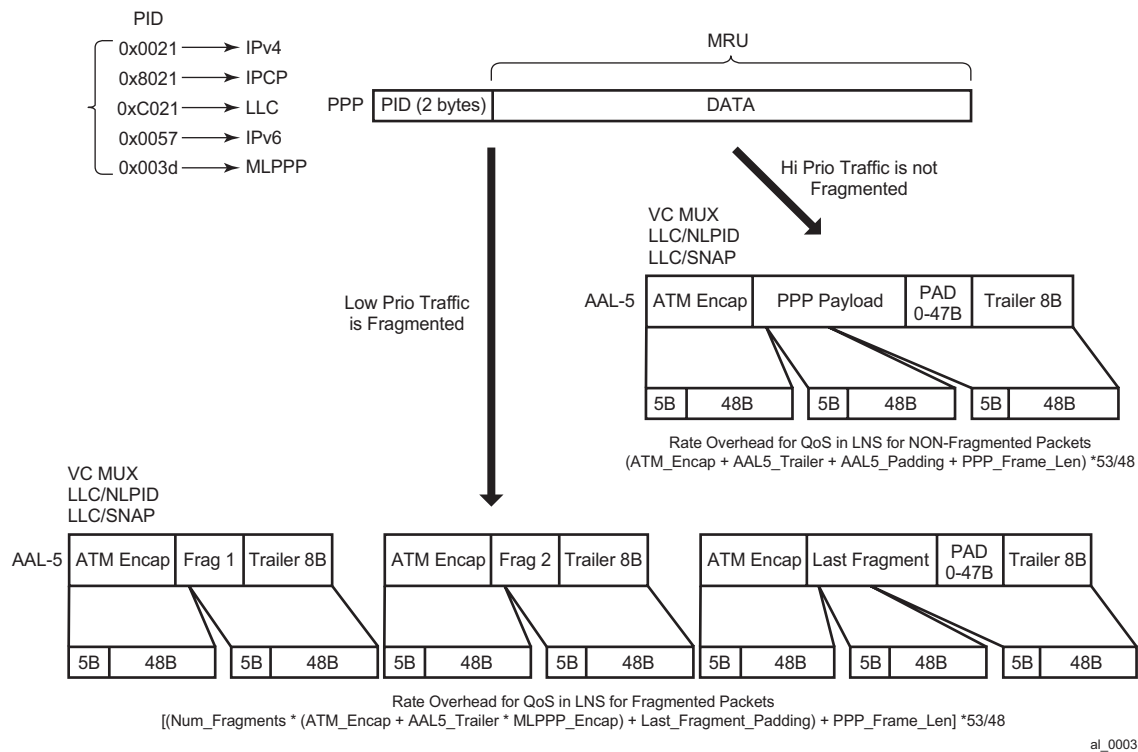 PID
0x0021 IPv4
0x8021 IPCP
0xC021 LLC
0x0057 IPv6
0x003d MLPPP
MRU
PPP PID (2 bytes) DATA
Hi Prio Traffic is not
Fragmented
Low Prio Traffic
is Fragmented
VC MUX
LLC/NLPID
LLC/SNAP
AAL-5 ATM Encap PPP Payload PAD 0-47B Trailer 8B
5B 48B 5B 48B 5B 48B
Rate Overhead for QoS in LNS for NON-Fragmented Packets
(ATM_Encap + AAL5_Trailer + AAL5_Padding + PPP_Frame_Len) *53/48
VC MUX
LLC/NLPID
LLC/SNAP
AAL-5 ATM Encap Frag 1 Trailer 8B ATM Encap Frag 2 Trailer 8B ATM Encap Last Fragment PAD 0-47B Trailer 8B
5B 48B 5B 48B 5B 48B 5B 48B 5B 48B 5B 48B 5B 48B
Rate Overhead for QoS in LNS for Fragmented Packets
[(Num_Fragments * (ATM_Encap + AAL5_Trailer * MLPPP_Encap) + Last_Fragment_Padding) + PPP_Frame_Len] *53/48
al_0003